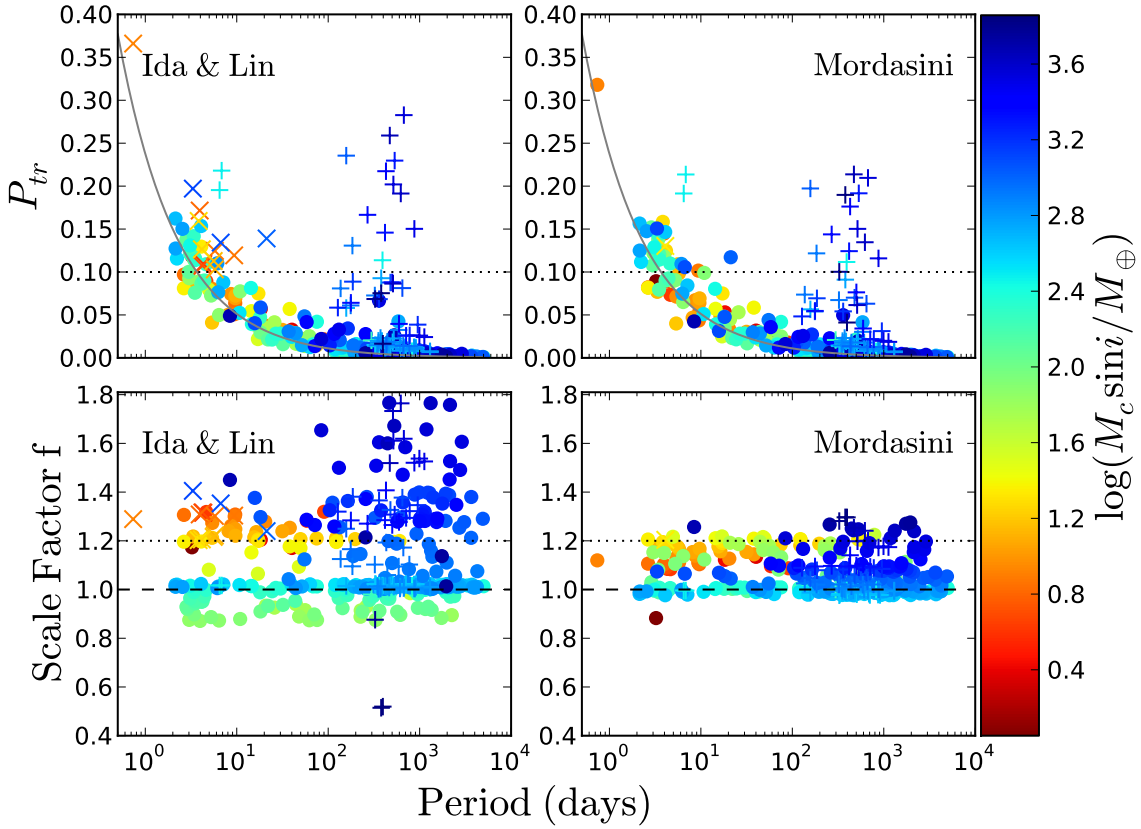 0.40 0.40
0.35 Ida & Lin 0.35 Mordasini 3.6
0.30 0.30
0.25 0.25 3.2
0.20 0.20
0.15 0.15 2.8
0.10 0.10
0.05 0.05 2.4
0.00 0.00
P_tr
1.8 1.8
Ida & Lin Mordasini
1.6 1.6 2.0
1.4 1.4 1.6
1.2 1.2 1.2
1.0 1.0
0.8 0.8 0.8
0.6 0.6 0.4
0.4 0.4
Scale Factor f
10^0 10^1 10^2 10^3 10^4 10^0 10^1 10^2 10^3 10^4
Period (days)
log(M_c sini/M_⊕)